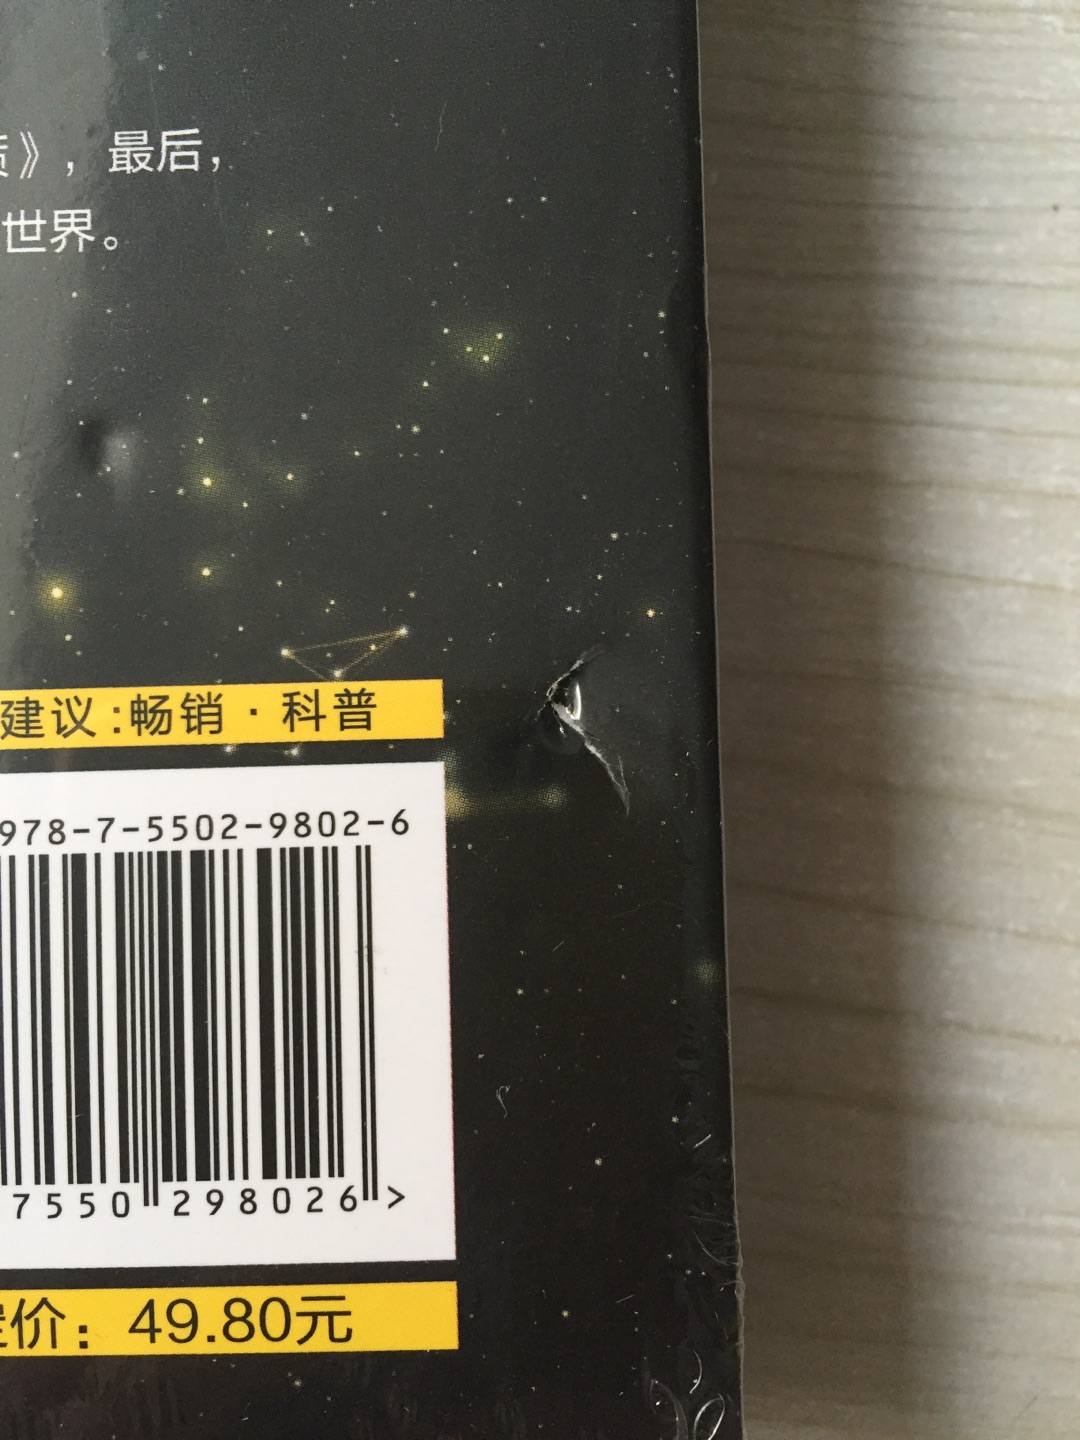 》，最后，
世界。
建议:畅销·科普
978-7-5502-9802-6
7550 298026 >
价：49.80元